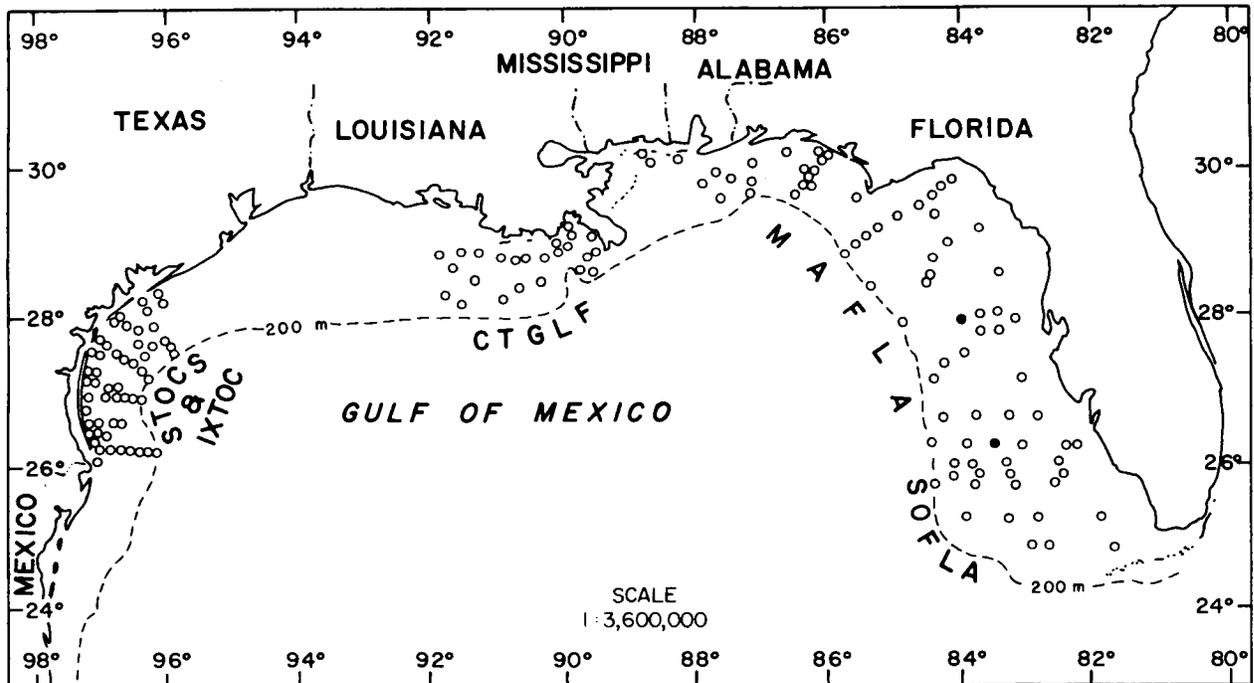 98° 96° 94° 92° 90° 88° 86° 84° 82° 80°
MISSISSIPPI ALABAMA
TEXAS LOUISIANA FLORIDA
30° 30°
28° 200 m CTGLF MAFLA 28°
STOCS
&
IXTOC
GULF OF MEXICO
26° 26°
MEXICO
SOFLA
200 m
SCALE
1:3,600,000
24° 24°
98° 96° 94° 92° 90° 88° 86° 84° 82° 80°